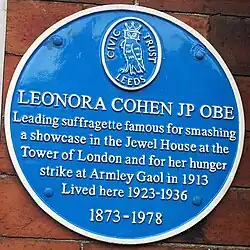 CIVIC TRUST
LEEDS
LEONORA COHEN JP OBE
Leading suffragette famous for smashing
a showcase in the Jewel House at the
Tower of London and for her hunger
strike at Armley Gaol in 1913
Lived here 1923-1936
1873-1978